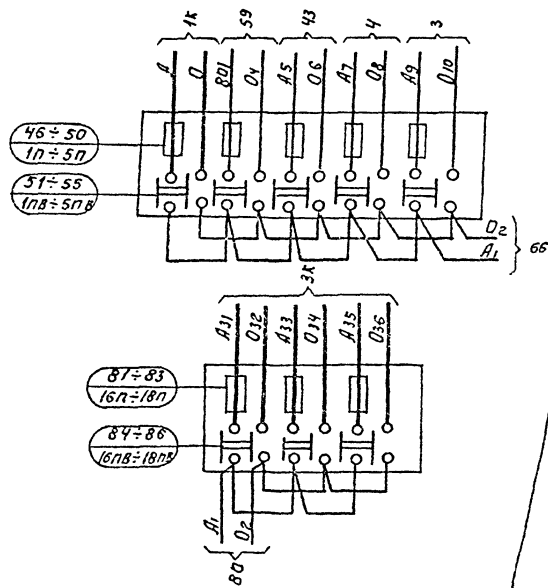 1К 59 43 4 3
А О 801 О4 А5 О6 А7 О8 А9 О10
46÷50
1П÷5П
51÷55
1ПВ÷5ПВ
О2
А1
66
3К
А31 О32 А33 О34 А35 О36
81÷83
16П÷18П
84÷86
16ПВ÷18ПВ
А1 О2
80